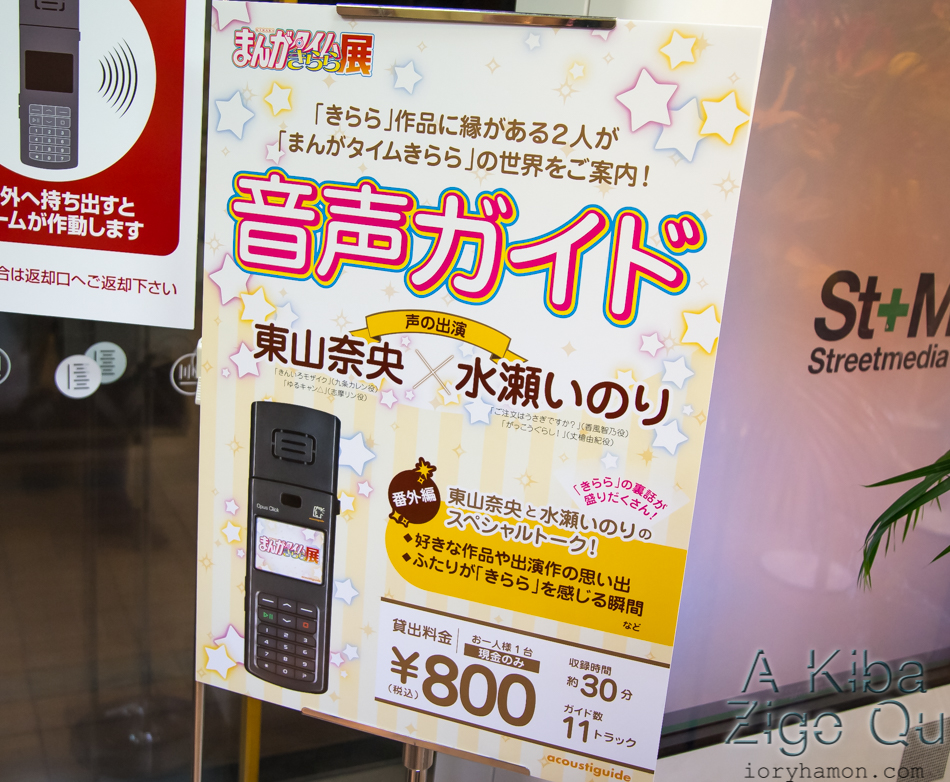 外へ持ち出すと
ームが作動します
合は返却口へご返却下さい
まんがタイム
きらら展
「きらら」作品に縁がある2人が
「まんがタイムきらら」の世界をご案内!
音声ガイド
声の出演
東山奈央×水瀬いのり
「きんいろモザイク」(九条カレン役)
「ゆるキャン△」(志摩リン役)
「ご注文はうさぎですか?」(香風智乃役)
「がっこうぐらし!」(丈槍由紀役)
「きらら」の裏話が
盛りだくさん!
番外編
東山奈央と水瀬いのりの
スペシャルトーク!
◆好きな作品や出演作の思い出
◆ふたりが「きらら」を感じる瞬間
など
Opus Click
まんがタイム
きらら展
貸出料金
お一人様1台
現金のみ
¥800
(税込)
収録時間
約30分
ガイド数
11トラック
acoustiguide
St+M
Streetmedia
A Kiba
Zigo Qu
ioryhamon.com